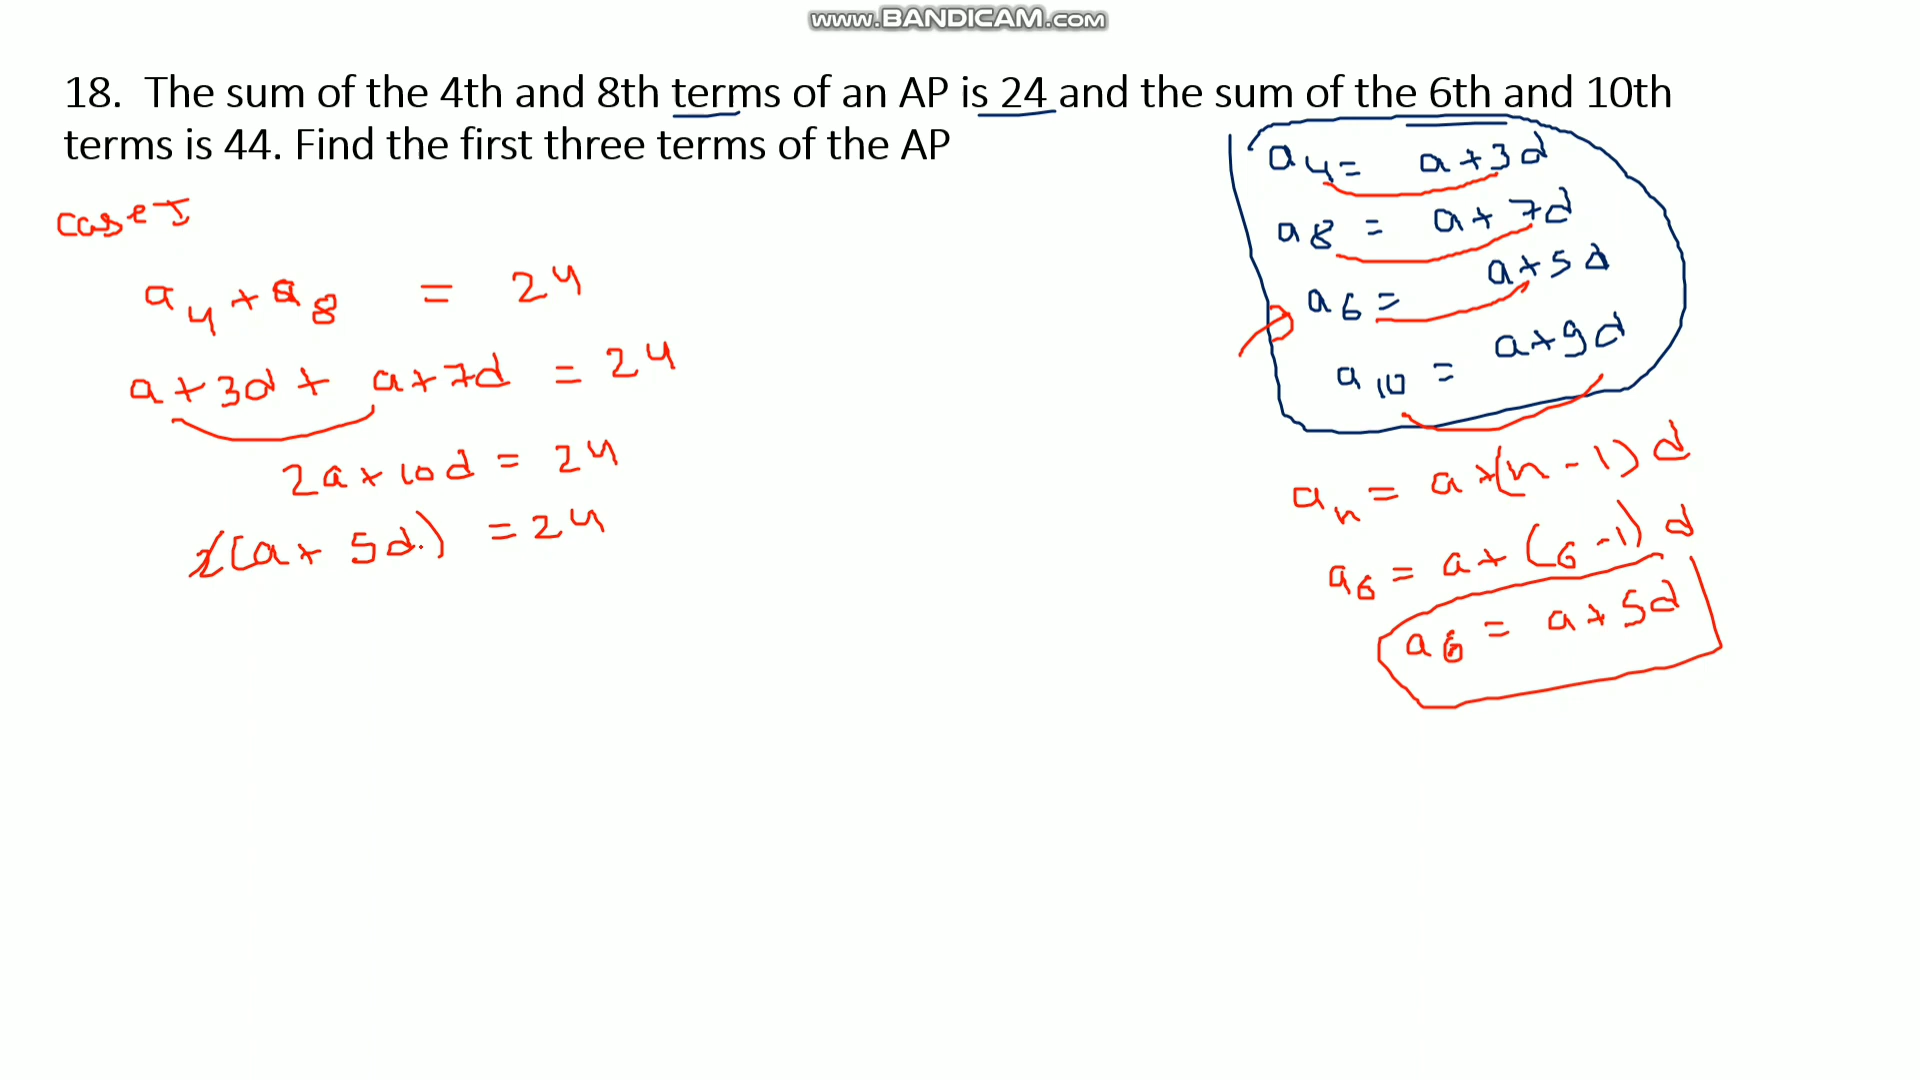 www.BANDICAM.com
18. The sum of the 4th and 8th terms of an AP is 24 and the sum of the 6th and 10th
terms is 44. Find the first three terms of the AP
case I
a4 + a8 = 24
a + 3d + a + 7d = 24
2a + 10d = 24
2(a + 5d) = 24
a4 = a + 3d
a8 = a + 7d
a6 = a + 5d
a10 = a + 9d
an = a + (n - 1) d
a6 = a + (6 - 1) d
a6 = a + 5d